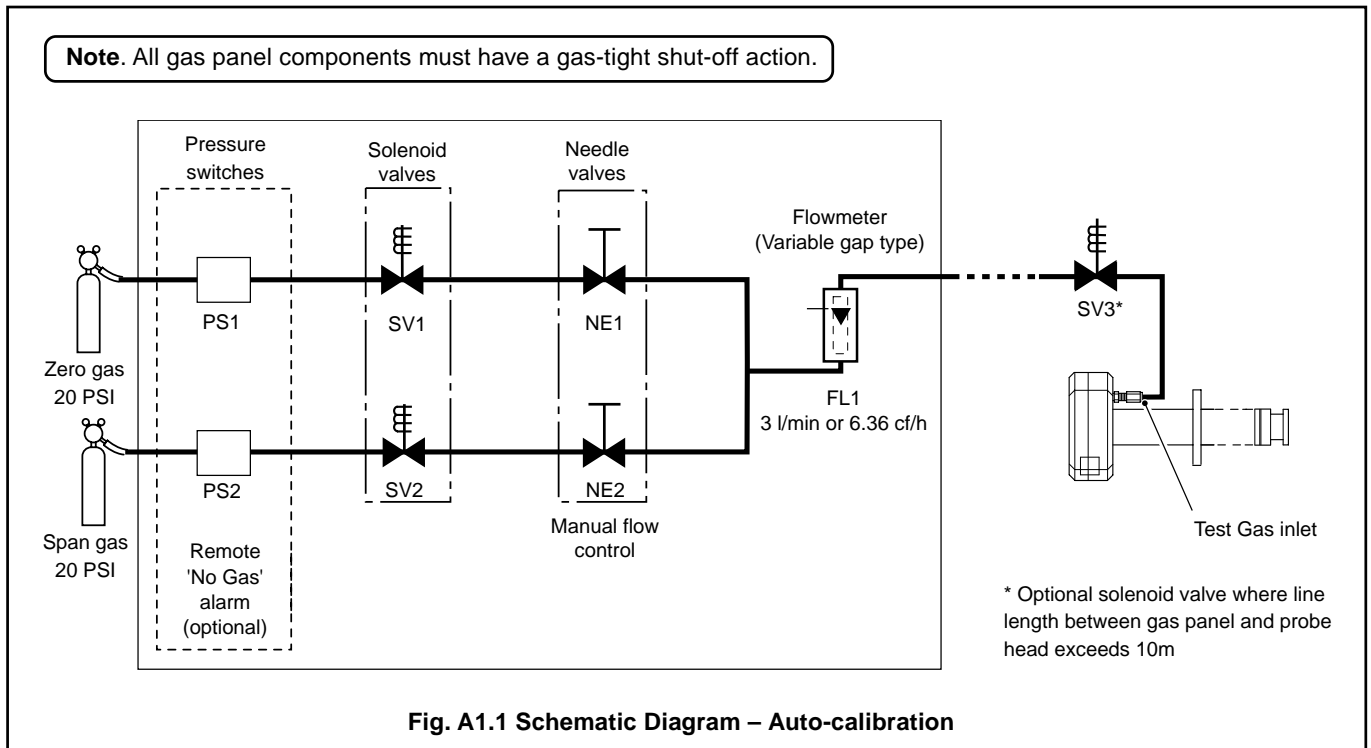 Note. All gas panel components must have a gas-tight shut-off action.
Pressure
switches
Solenoid
valves
Needle
valves
Flowmeter
(Variable gap type)
PS1
SV1
NE1
SV3*
Zero gas
20 PSI
FL1
3 l/min or 6.36 cf/h
PS2
SV2
NE2
Span gas
20 PSI
Remote
'No Gas'
alarm
(optional)
Manual flow
control
Test Gas inlet
* Optional solenoid valve where line
length between gas panel and probe
head exceeds 10m
Fig. A1.1 Schematic Diagram – Auto-calibration